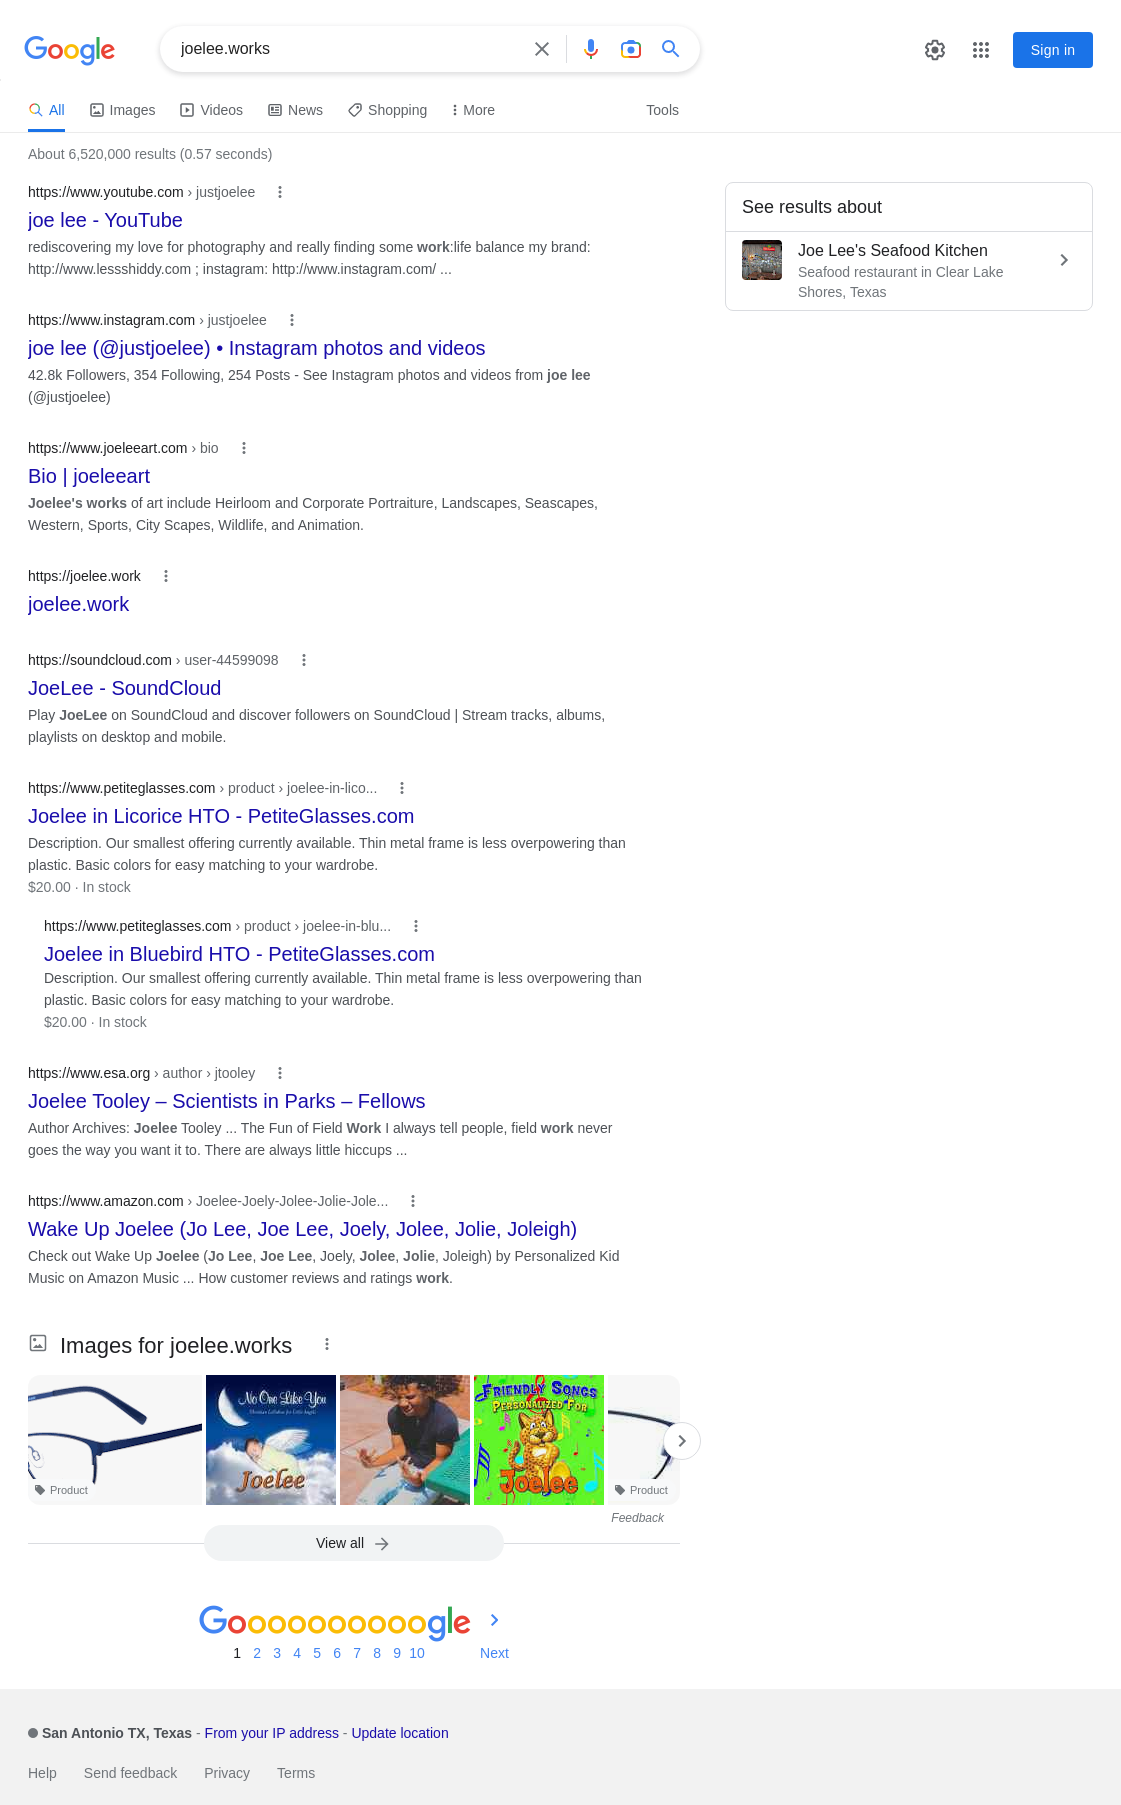 Google
joelee.works
Sign in
All
Images
Videos
News
Shopping
More
Tools
About 6,520,000 results (0.57 seconds)
https://www.youtube.com › justjoelee
joe lee - YouTube
rediscovering my love for photography and really finding some work:life balance my brand:
http://www.lessshiddy.com ; instagram: http://www.instagram.com/ ...
https://www.instagram.com › justjoelee
joe lee (@justjoelee) • Instagram photos and videos
42.8k Followers, 354 Following, 254 Posts - See Instagram photos and videos from joe lee
(@justjoelee)
https://www.joeleeart.com › bio
Bio | joeleeart
Joelee's works of art include Heirloom and Corporate Portraiture, Landscapes, Seascapes,
Western, Sports, City Scapes, Wildlife, and Animation.
https://joelee.work
joelee.work
https://soundcloud.com › user-44599098
JoeLee - SoundCloud
Play JoeLee on SoundCloud and discover followers on SoundCloud | Stream tracks, albums,
playlists on desktop and mobile.
https://www.petiteglasses.com › product › joelee-in-lico...
Joelee in Licorice HTO - PetiteGlasses.com
Description. Our smallest offering currently available. Thin metal frame is less overpowering than
plastic. Basic colors for easy matching to your wardrobe.
$20.00 · In stock
https://www.petiteglasses.com › product › joelee-in-blu...
Joelee in Bluebird HTO - PetiteGlasses.com
Description. Our smallest offering currently available. Thin metal frame is less overpowering than
plastic. Basic colors for easy matching to your wardrobe.
$20.00 · In stock
https://www.esa.org › author › jtooley
Joelee Tooley – Scientists in Parks – Fellows
Author Archives: Joelee Tooley ... The Fun of Field Work I always tell people, field work never
goes the way you want it to. There are always little hiccups ...
https://www.amazon.com › Joelee-Joely-Jolee-Jolie-Jole...
Wake Up Joelee (Jo Lee, Joe Lee, Joely, Jolee, Jolie, Joleigh)
Check out Wake Up Joelee (Jo Lee, Joe Lee, Joely, Jolee, Jolie, Joleigh) by Personalized Kid
Music on Amazon Music ... How customer reviews and ratings work.
See results about
Joe Lee's Seafood Kitchen
Seafood restaurant in Clear Lake
Shores, Texas
Images for joelee.works
Product
No One Like You
Christian Lullabies for Little Angels
Joelee
Friendly Songs
Personalized For
Joelee
Product
Feedback
View all
Goooooooooogle
1 2 3 4 5 6 7 8 9 10 Next
San Antonio TX, Texas - From your IP address - Update location
Help Send feedback Privacy Terms